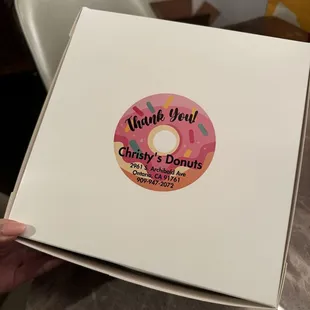 Thank You!
Christy's Donuts
2961 S. Archibald Ave
Ontario, CA 91761
909-947-2072